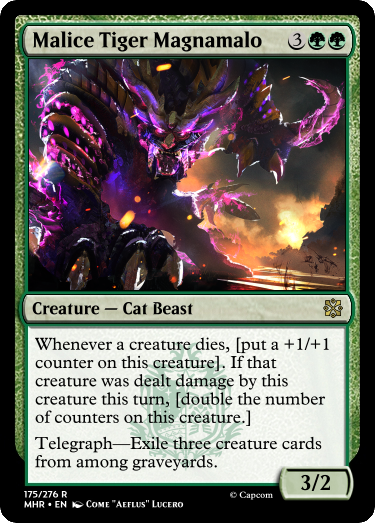 Malice Tiger Magnamalo 3
Creature — Cat Beast
Whenever a creature dies, [put a +1/+1
counter on this creature]. If that
creature was dealt damage by this
creature this turn, [double the number
of counters on this creature.]
Telegraph—Exile three creature cards
from among graveyards.
3/2
175/276 R
MHR • EN Come "Aeflus" Lucero
© Capcom